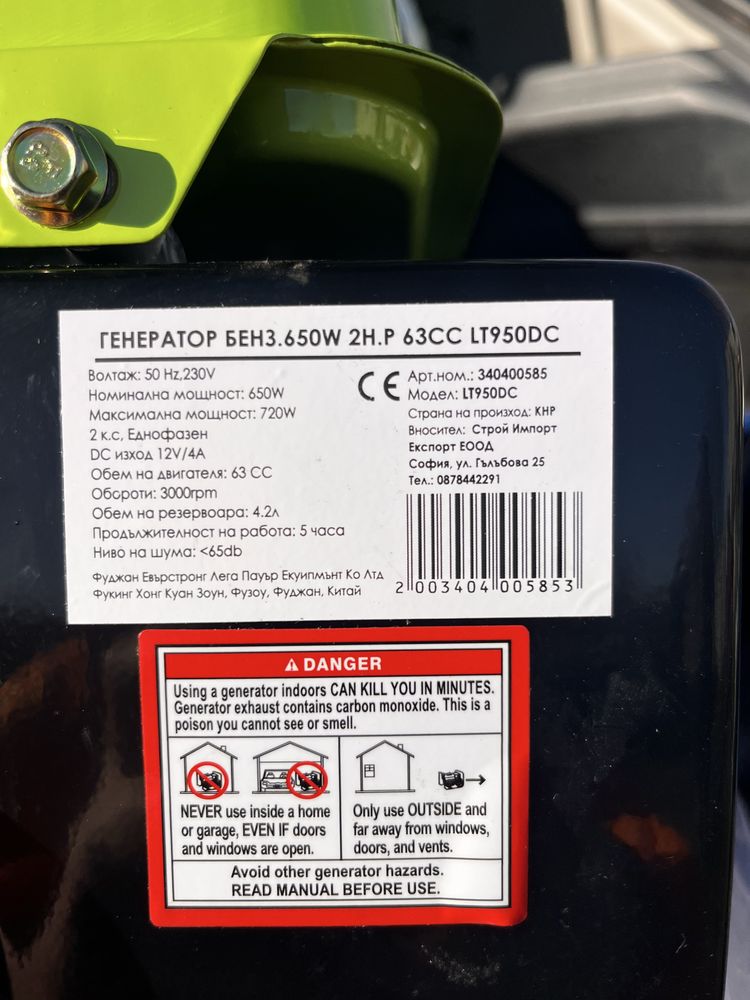 ГЕНЕРАТОР БЕНЗ.650W 2H.P 63CC LT950DC
Волтаж: 50 Hz,230V
Номинална мощност: 650W
Максимална мощност: 720W
2 к.с, Еднофазен
DC изход 12V/4A
Обем на двигателя: 63 CC
Обороти: 3000rpm
Обем на резервоара: 4.2л
Продължителност на работа: 5 часа
Ниво на шума: <65db
Фуджан Евърстронг Лега Пауър Екуипмънт Ко Лтд
Фукинг Хонг Куан Зоун, Фузоу, Фуджан, Китай
CE
Арт.ном.: 340400585
Модел: LT950DC
Страна на произход: КНР
Вносител: Строй Импорт
Експорт ЕООД
София, ул. Гълъбова 25
Тел.: 0878442291
2 003404 005853
⚠ DANGER
Using a generator indoors CAN KILL YOU IN MINUTES.
Generator exhaust contains carbon monoxide. This is a
poison you cannot see or smell.
NEVER use inside a home
or garage, EVEN IF doors
and windows are open.
Only use OUTSIDE and
far away from windows,
doors, and vents.
Avoid other generator hazards.
READ MANUAL BEFORE USE.